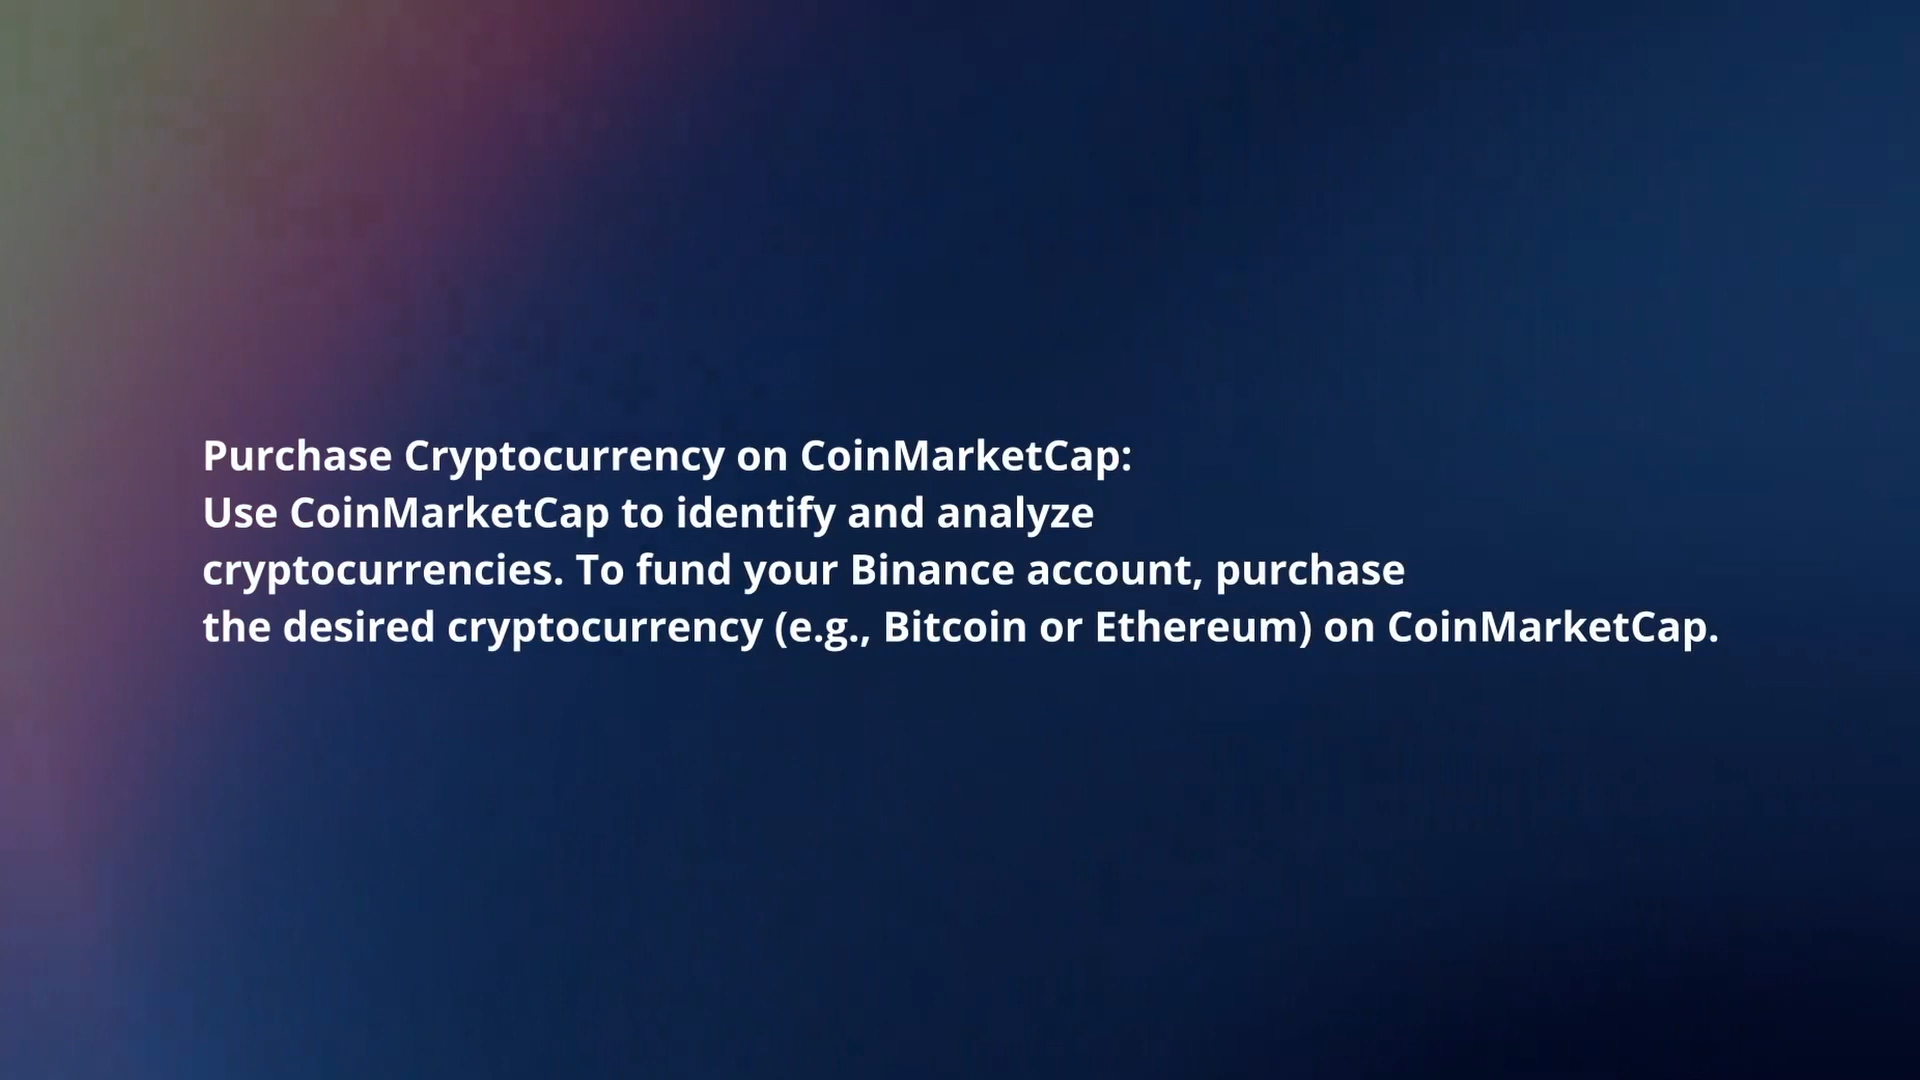 Purchase Cryptocurrency on CoinMarketCap:
Use CoinMarketCap to identify and analyze
cryptocurrencies. To fund your Binance account, purchase
the desired cryptocurrency (e.g., Bitcoin or Ethereum) on CoinMarketCap.